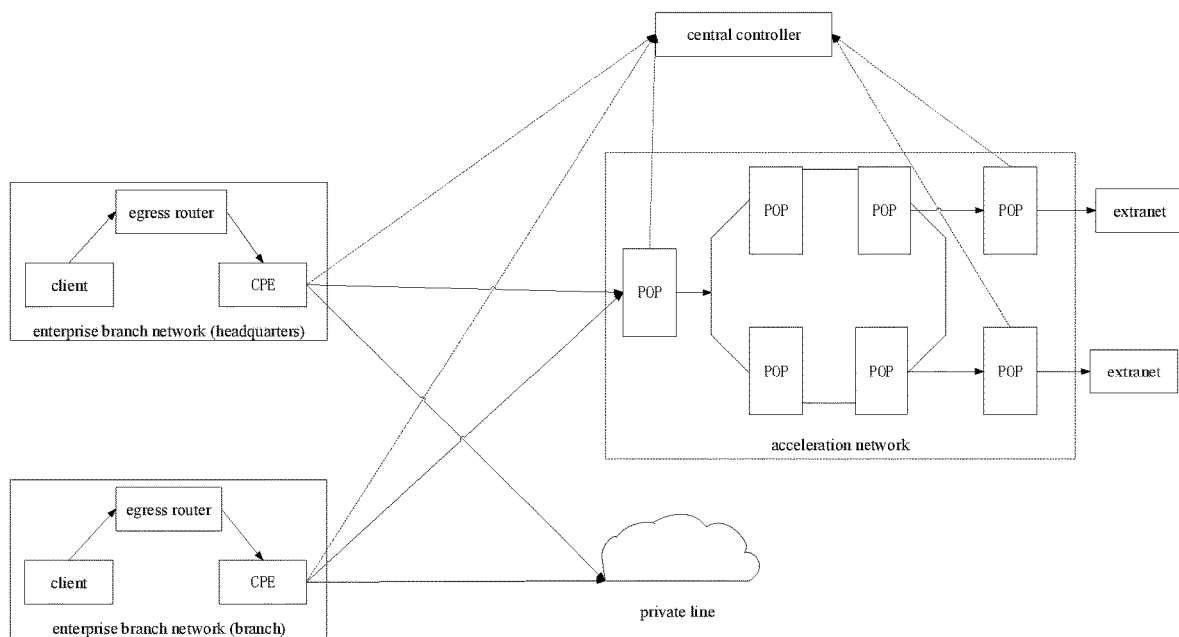 central controller
egress router
client
CPE
enterprise branch network (headquarters)
POP
POP
POP
POP
extranet
POP
POP
POP
extranet
acceleration network
egress router
client
CPE
enterprise branch network (branch)
private line